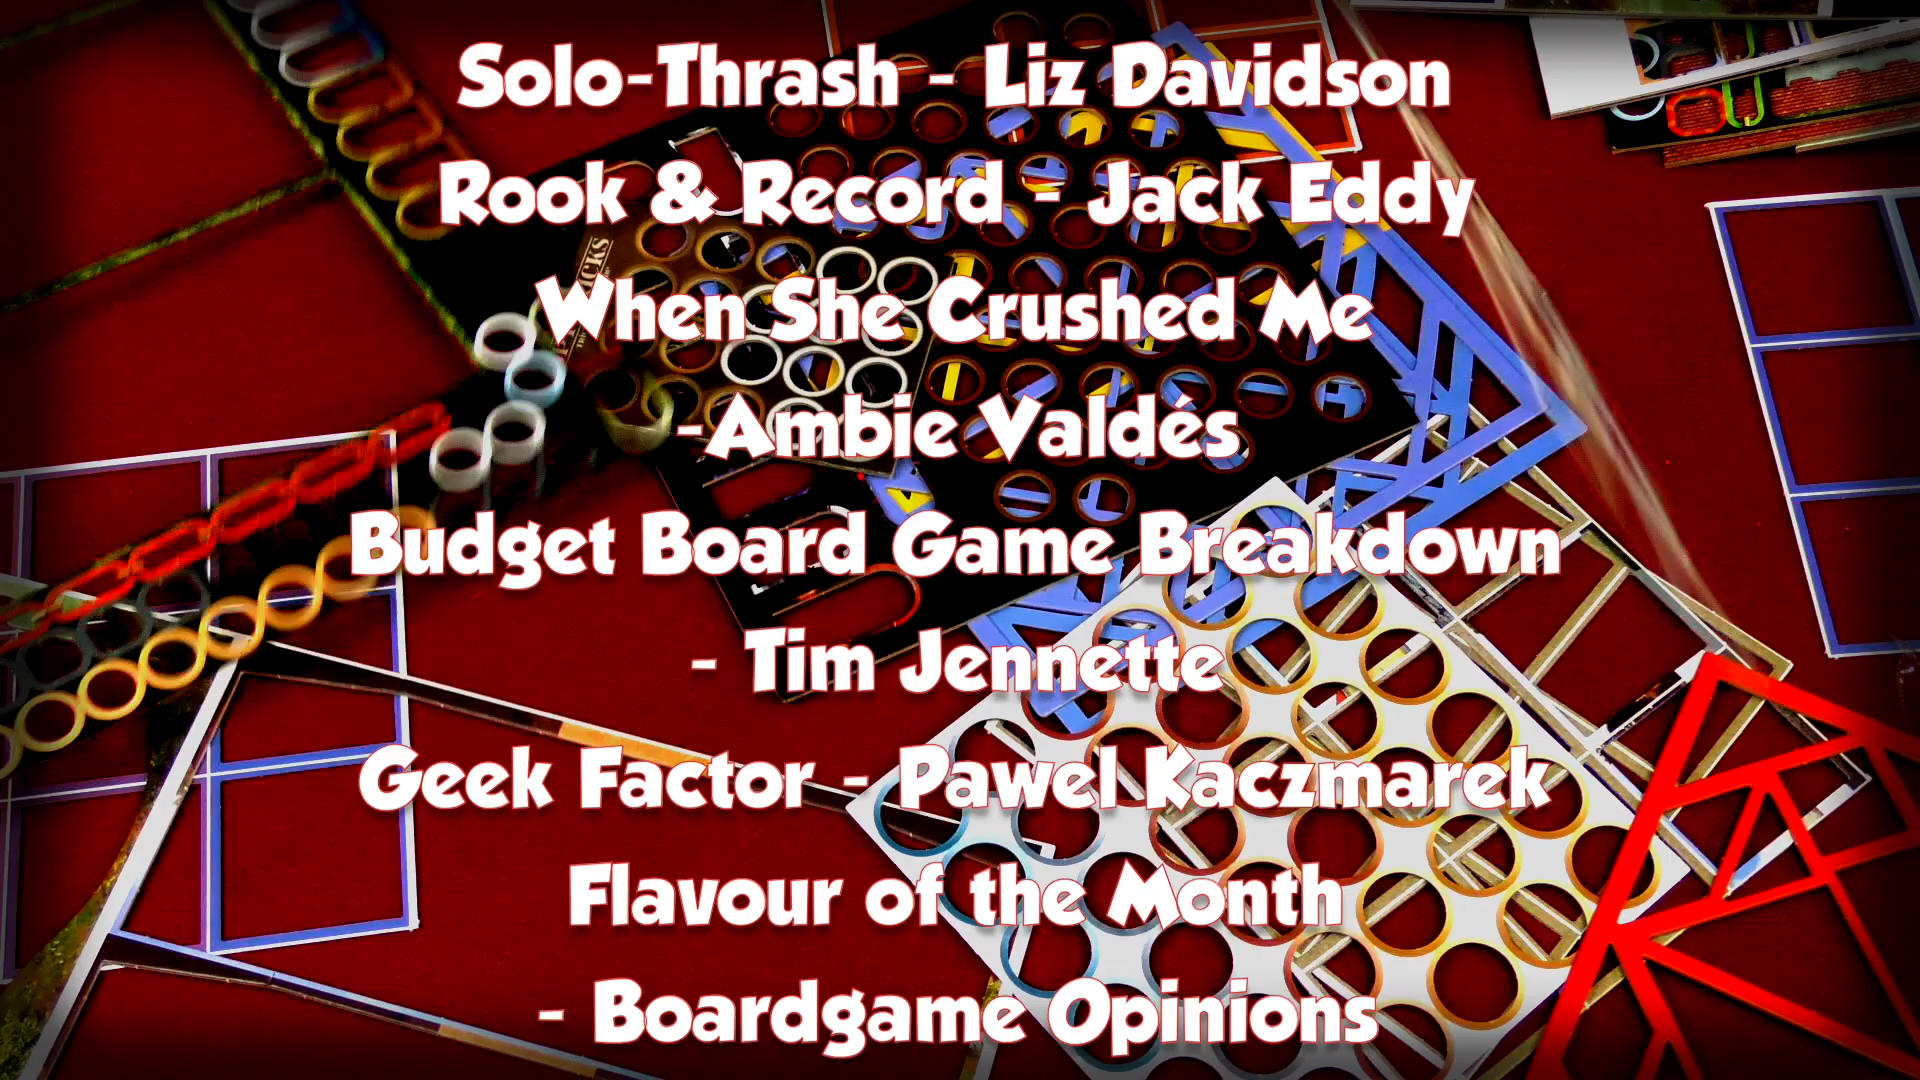 Solo-Thrash - Liz Davidson
Rook & Record - Jack Eddy
When She Crushed Me
-Ambie Valdés
Budget Board Game Breakdown
- Tim Jennette
Geek Factor - Pawel Kaczmarek
Flavour of the Month
- Boardgame Opinions